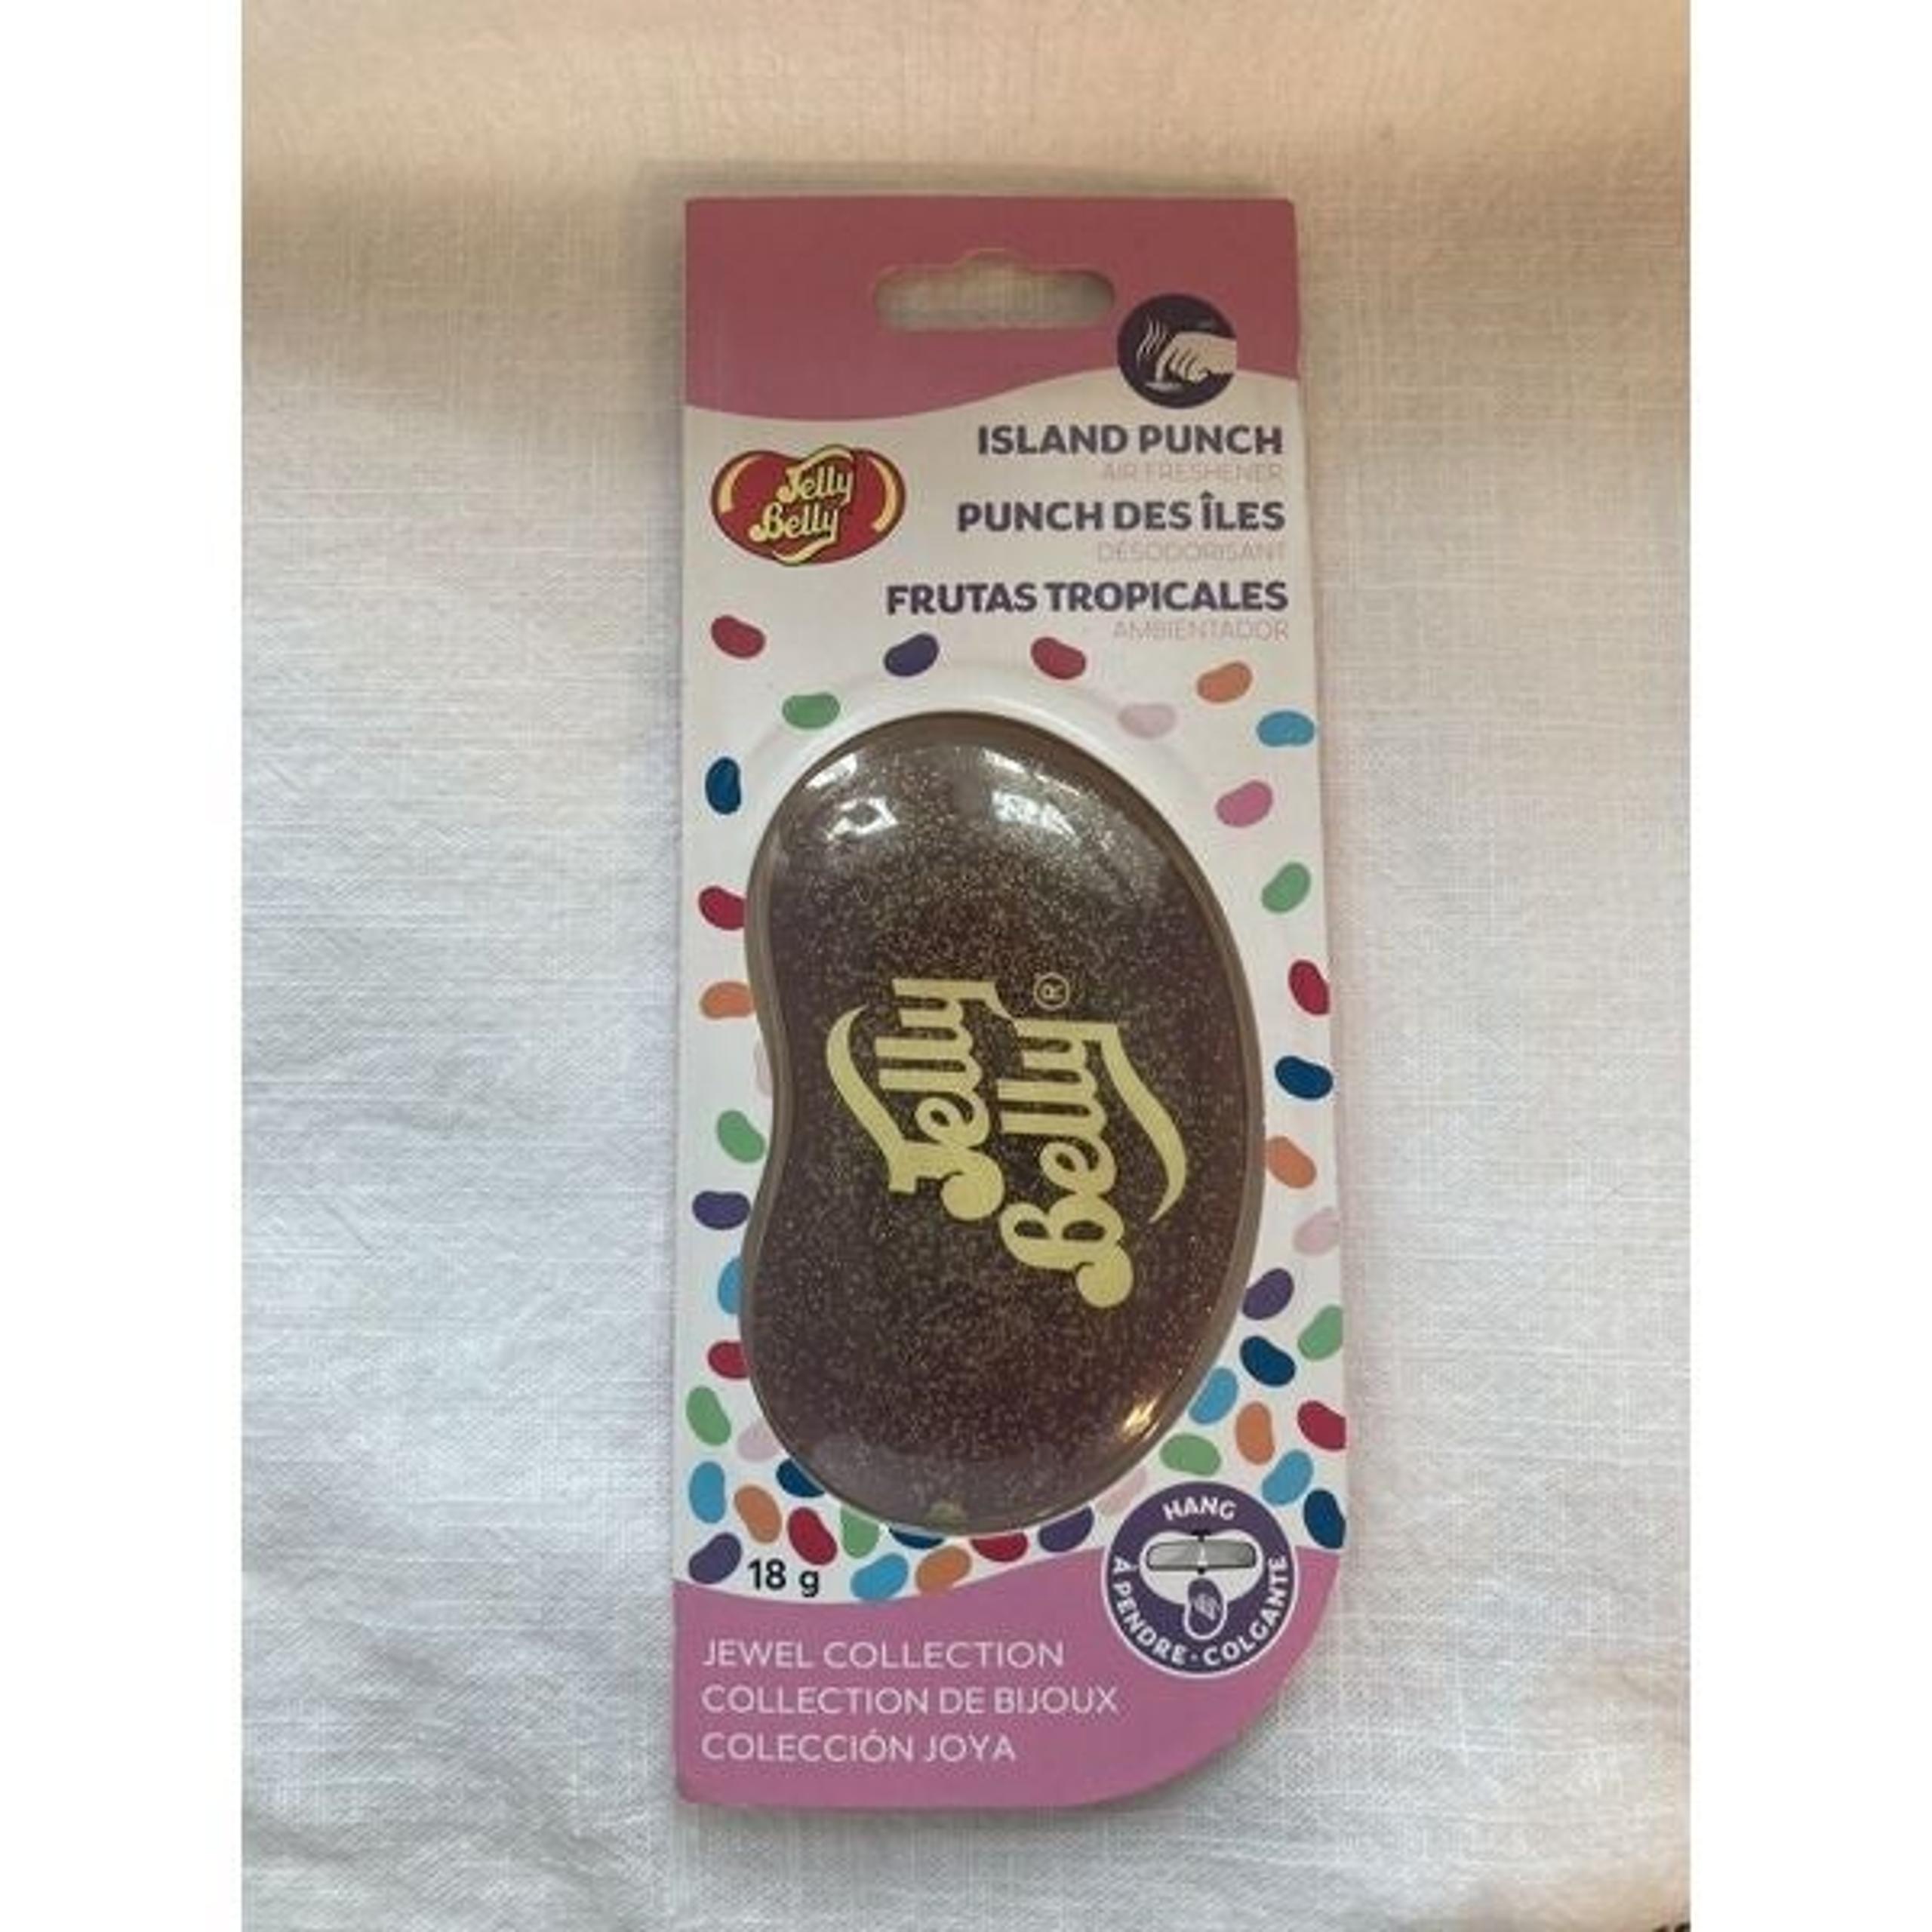 ISLAND PUNCH
AIR FRESHENER
Jelly
Belly
PUNCH DES ÎLES
DÉSODORISANT
FRUTAS TROPICALES
AMBIENTADOR
Jelly
Belly®
HANG
À PENDRE · COLGANTE
18 g
JEWEL COLLECTION
COLLECTION DE BIJOUX
COLECCIÓN JOYA